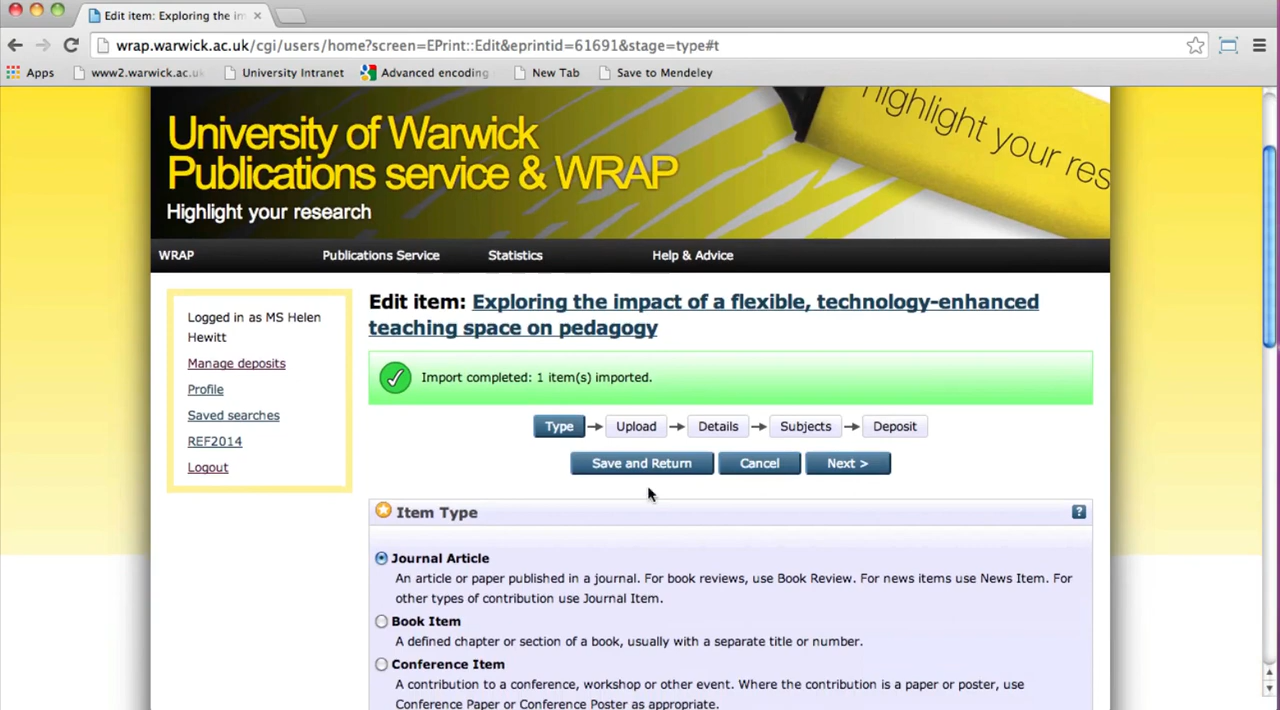 Edit item: Exploring the im
wrap.warwick.ac.uk/cgi/users/home?screen=EPrint::Edit&eprintid=61691&stage=type#t
Apps www2.warwick.ac.uk University Intranet Advanced encoding New Tab Save to Mendeley
highlight your res
University of Warwick
Publications service & WRAP
Highlight your research
WRAP Publications Service Statistics Help & Advice
Logged in as MS Helen
Hewitt
Manage deposits
Profile
Saved searches
REF2014
Logout
Edit item: Exploring the impact of a flexible, technology-enhanced
teaching space on pedagogy
Import completed: 1 item(s) imported.
Type Upload Details Subjects Deposit
Save and Return Cancel Next >
Item Type ?
Journal Article
An article or paper published in a journal. For book reviews, use Book Review. For news items use News Item. For
other types of contribution use Journal Item.
Book Item
A defined chapter or section of a book, usually with a separate title or number.
Conference Item
A contribution to a conference, workshop or other event. Where the contribution is a paper or poster, use
Conference Paper or Conference Poster as appropriate.